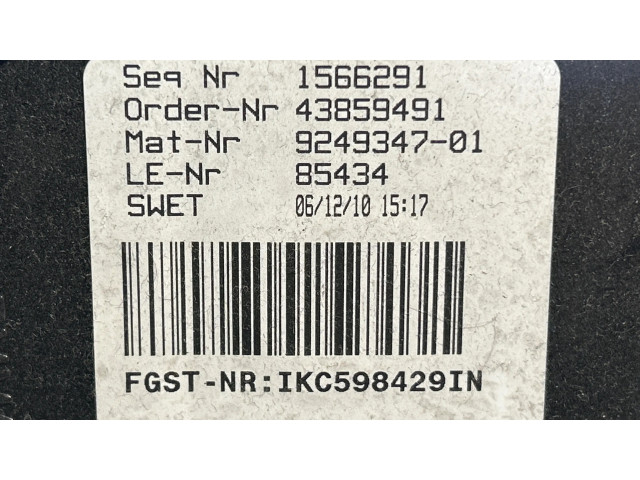 Seq Nr 1566291
Order-Nr 43859491
Mat-Nr 9249347-01
LE-Nr 85434
SWET 06/12/10 15:17
FGST-NR:IKC598429IN